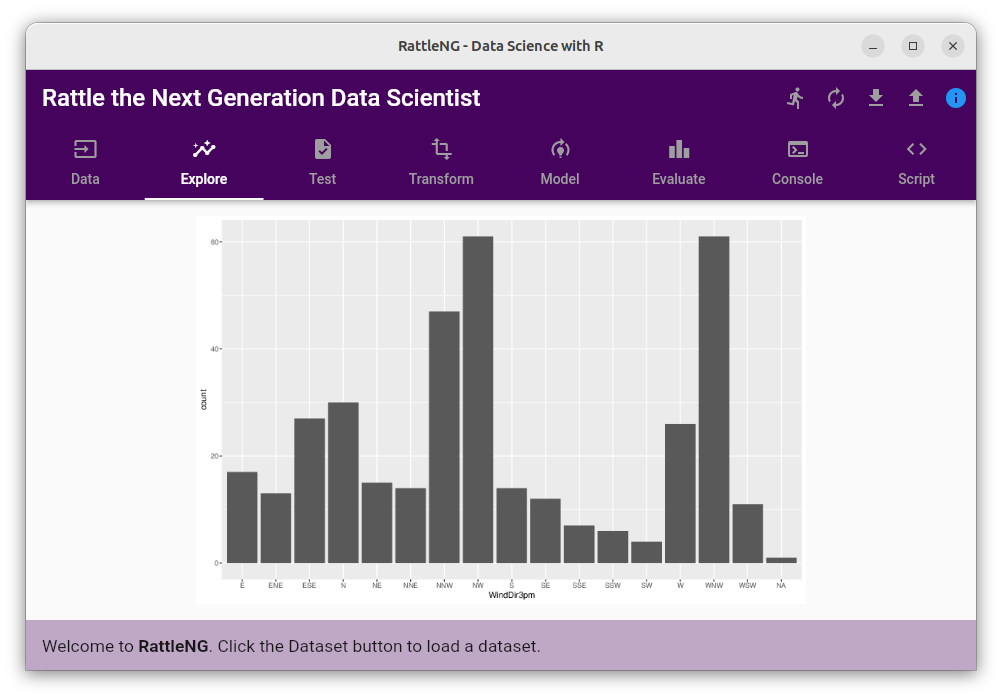 RattleNG - Data Science with R
Rattle the Next Generation Data Scientist
Data Explore Test Transform Model Evaluate Console Script
60
40
20
0
count
E ENE ESE N NE NNE NNW NW S SE SSE SSW SW W WNW WSW NA
WindDir3pm
Welcome to RattleNG. Click the Dataset button to load a dataset.